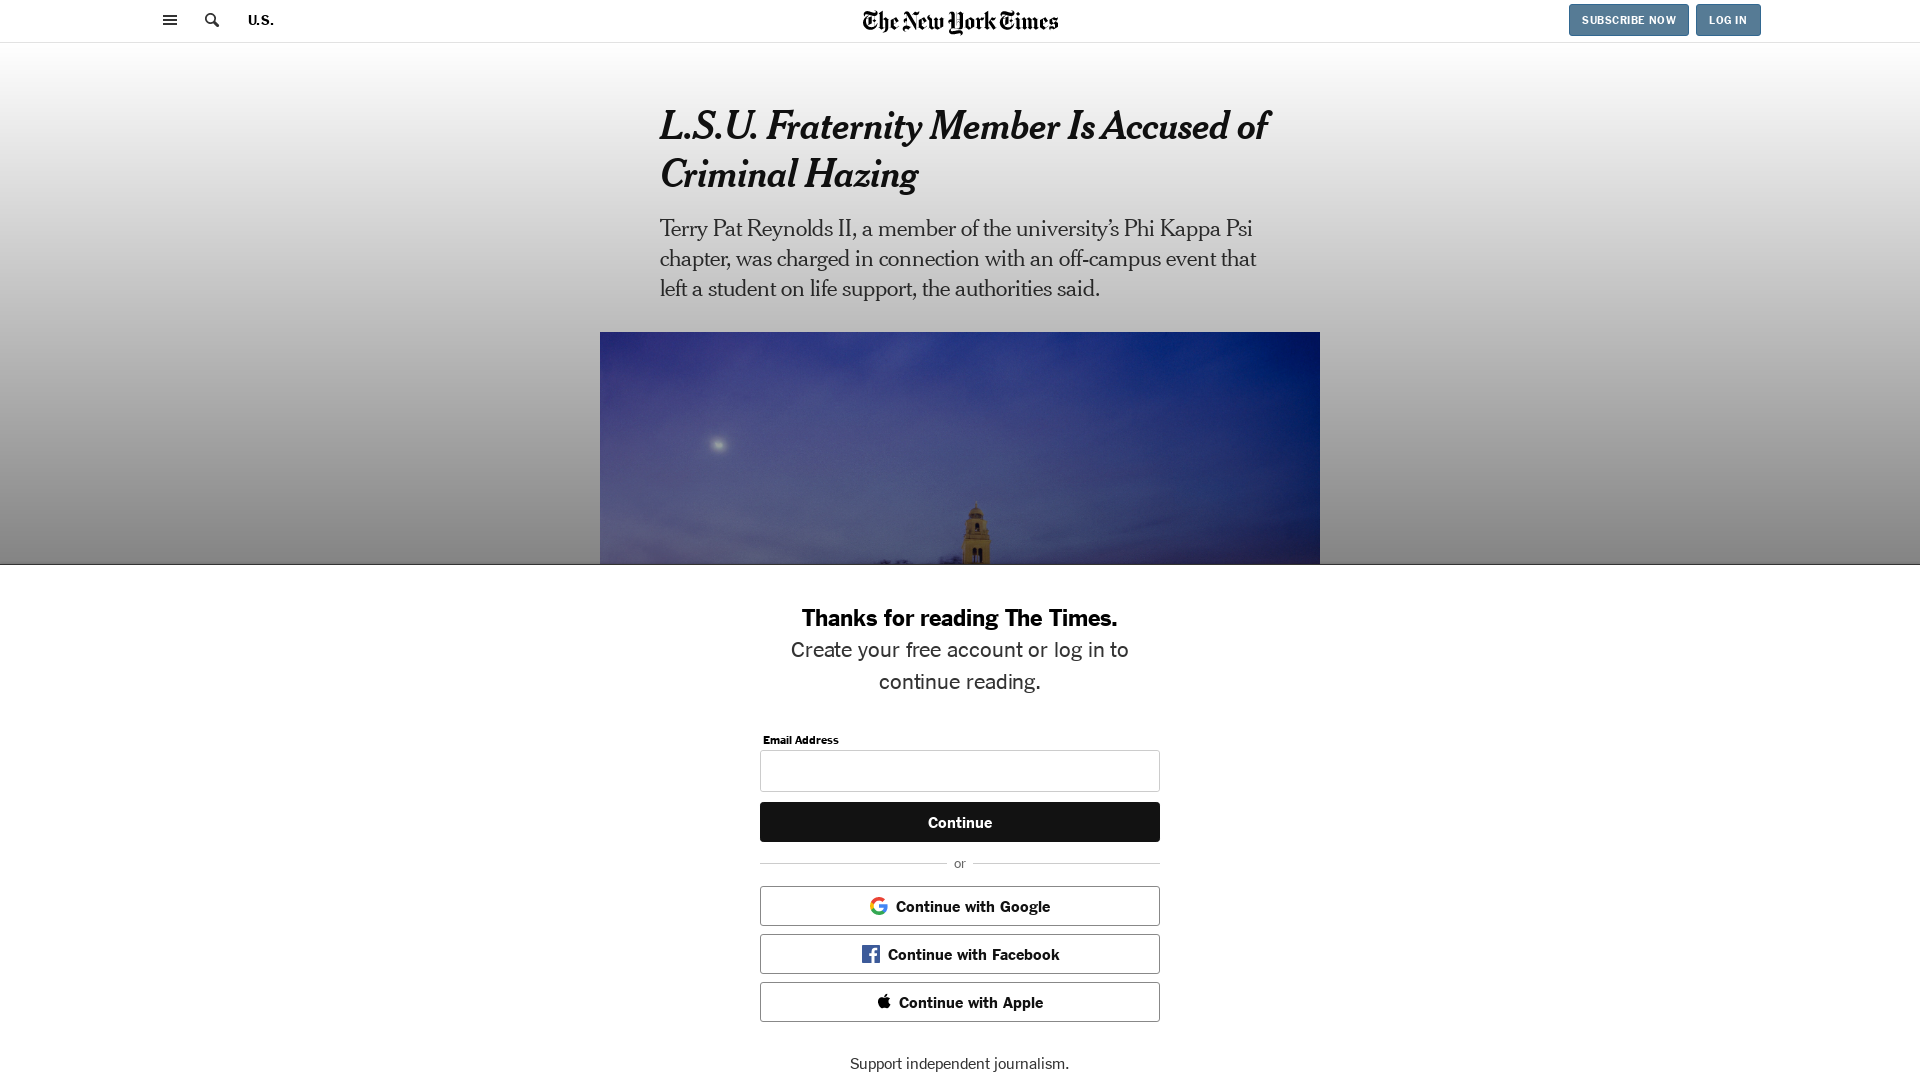 U.S.
The New York Times
SUBSCRIBE NOW
LOG IN
L.S.U. Fraternity Member Is Accused of
Criminal Hazing
Terry Pat Reynolds II, a member of the university’s Phi Kappa Psi
chapter, was charged in connection with an off-campus event that
left a student on life support, the authorities said.
Thanks for reading The Times.
Create your free account or log in to
continue reading.
Email Address
Continue
or
Continue with Google
Continue with Facebook
Continue with Apple
Support independent journalism.